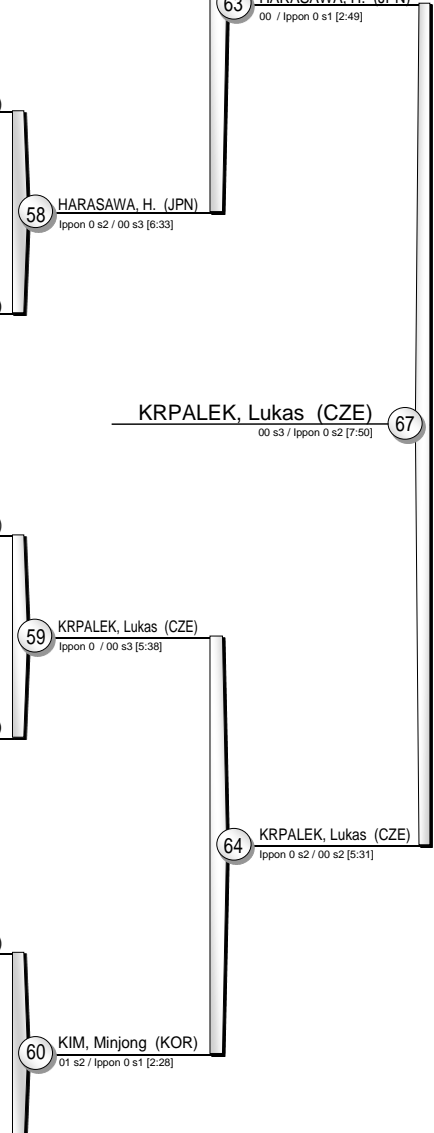 63 HARASAWA, H. (JPN)
00 / Ippon 0 s1 [2:49]
58 HARASAWA, H. (JPN)
Ippon 0 s2 / 00 s3 [6:33]
KRPALEK, Lukas (CZE) 67
00 s3 / Ippon 0 s2 [7:50]
59 KRPALEK, Lukas (CZE)
Ippon 0 / 00 s3 [5:38]
64 KRPALEK, Lukas (CZE)
Ippon 0 s2 / 00 s2 [5:31]
60 KIM, Minjong (KOR)
01 s2 / Ippon 0 s1 [2:28]